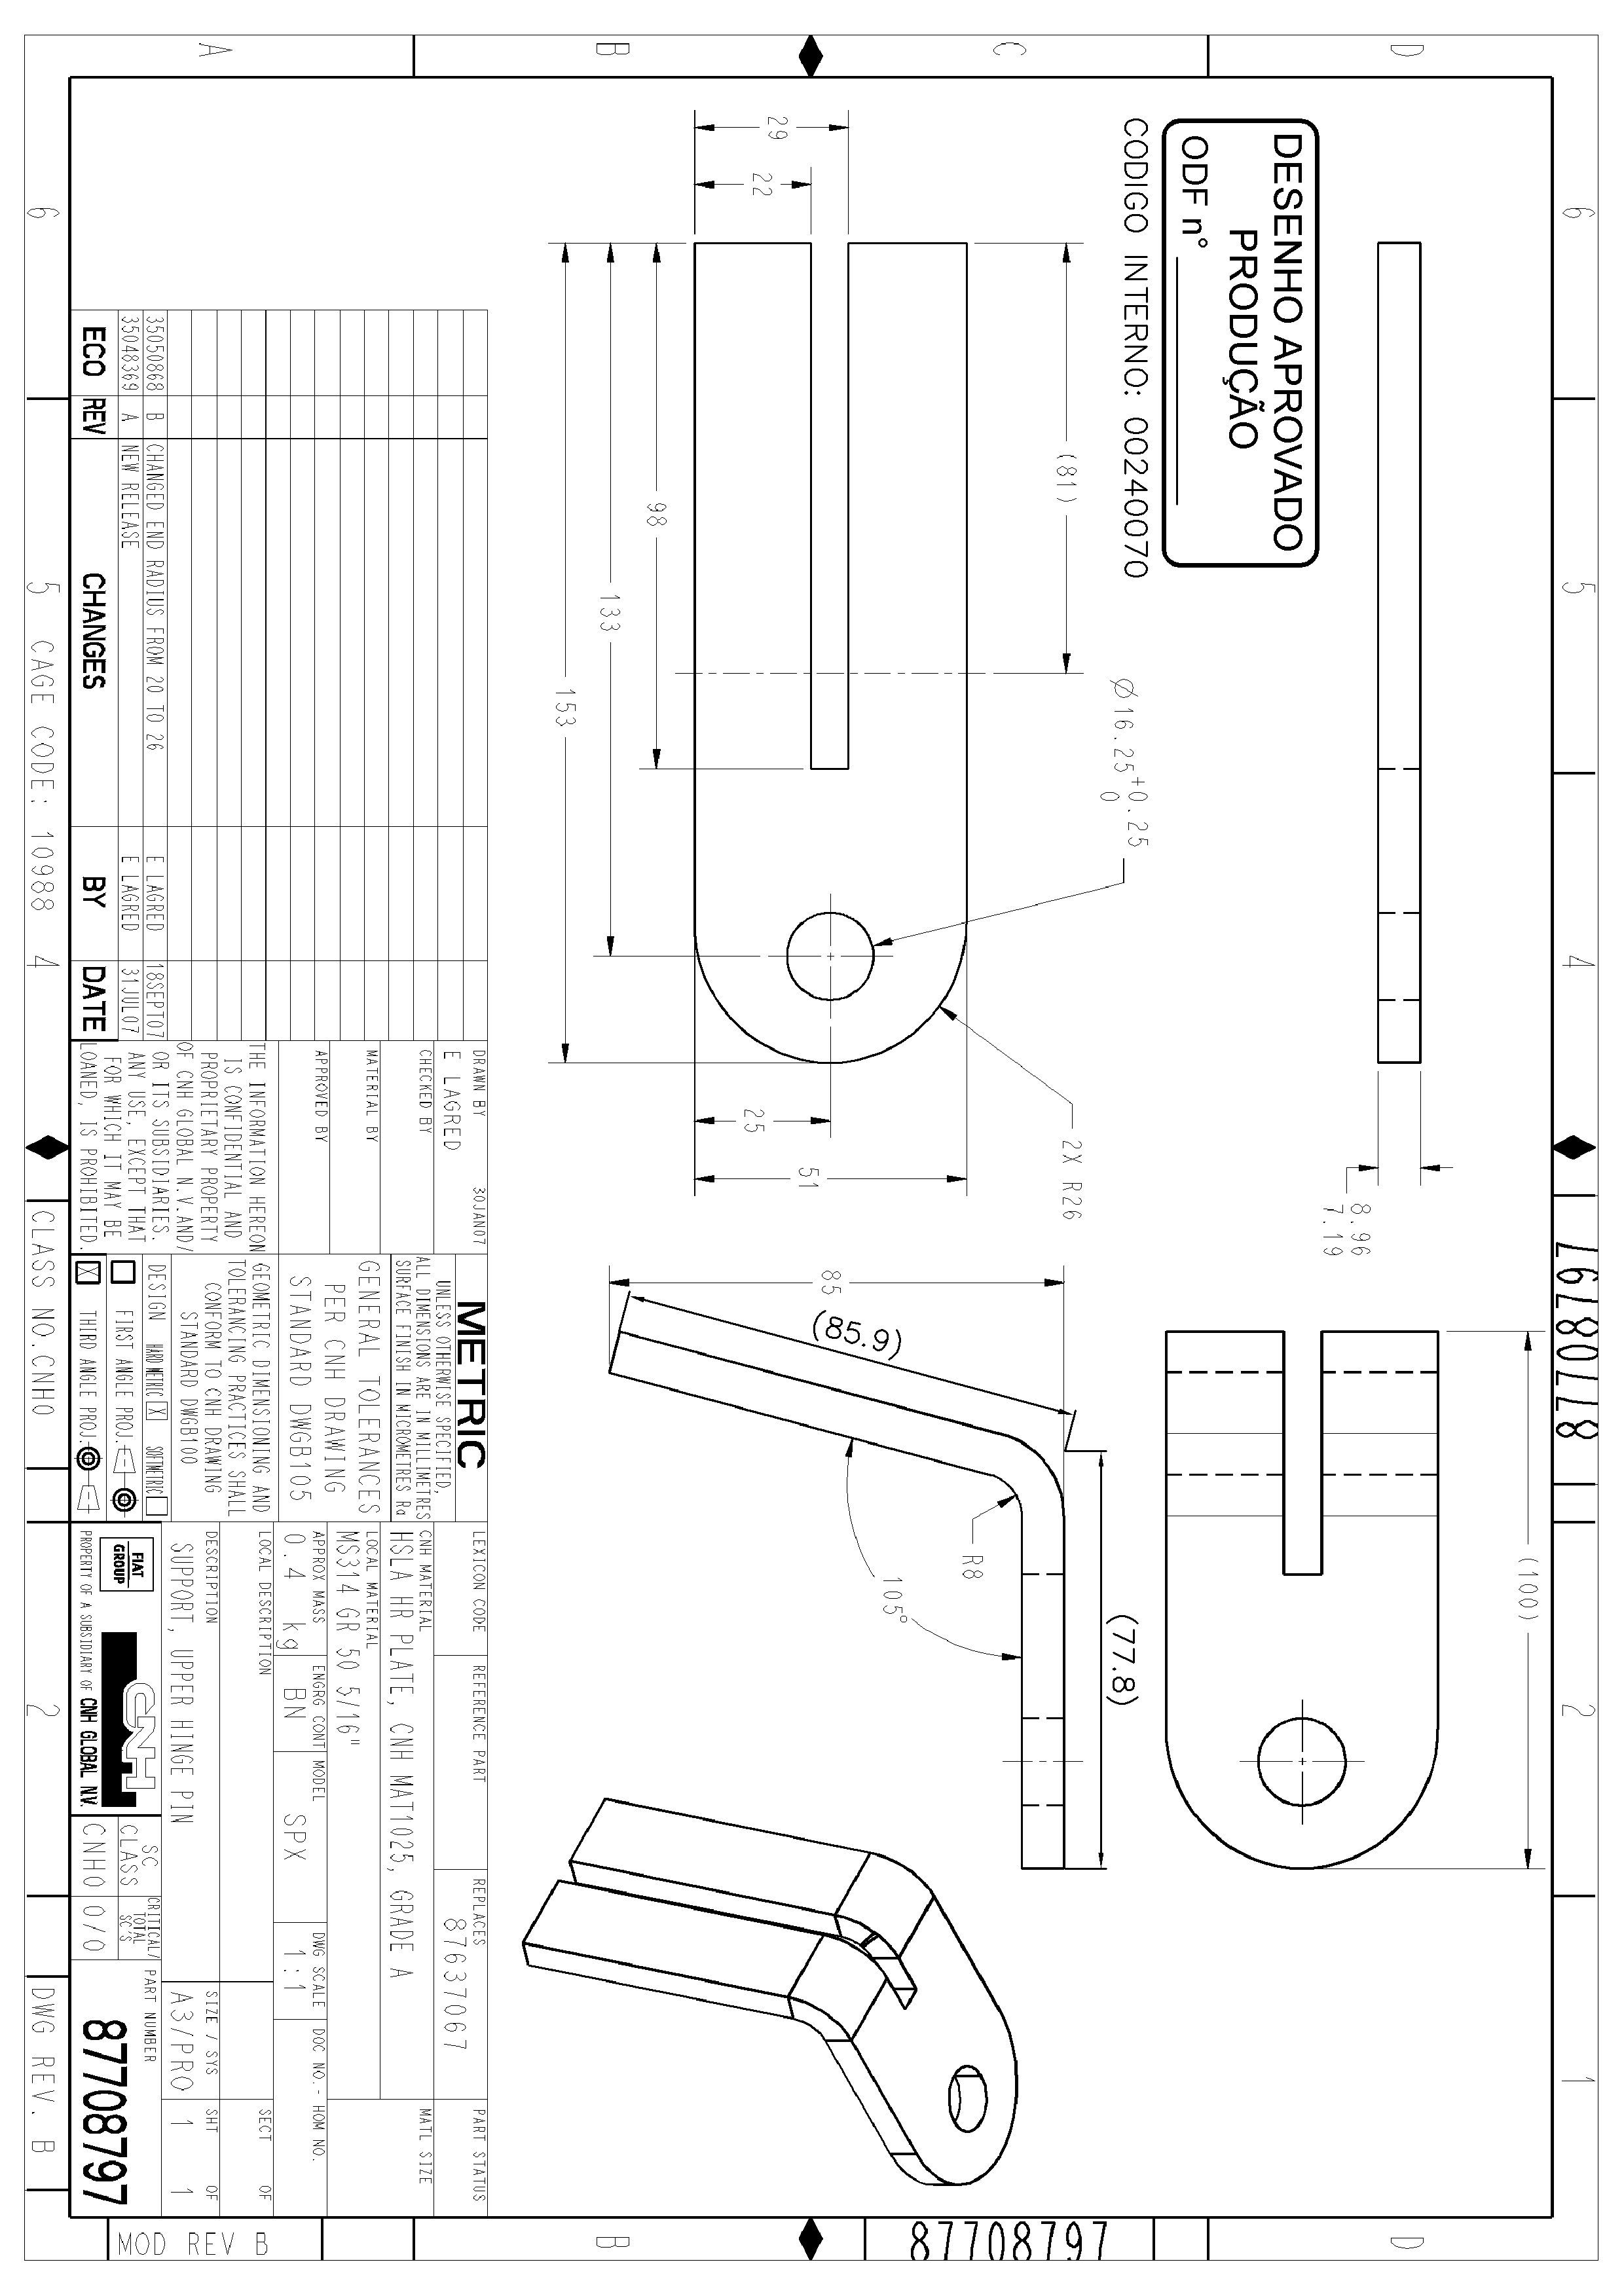 6
5
4
87708797
2
1
D
C
B
A
DESENHO APROVADO
PRODUÇÃO
ODF n° ________
CODIGO INTERNO: 00240070
8.96
7.19
(100)
(81)
Ø16.25 +0.25
0
2X R26
29
22
98
133
153
25
51
85
(85.9)
(77.8)
R8
105°
35050868 B CHANGED END RADIUS FROM 20 TO 26 E LAGRED 18SEPT07
35048369 A NEW RELEASE E LAGRED 31JUL07
ECO REV CHANGES BY DATE
DRAWN BY 30JAN07
E LAGRED
CHECKED BY
MATERIAL BY
APPROVED BY
THE INFORMATION HEREON
IS CONFIDENTIAL AND
PROPRIETARY PROPERTY
OF CNH GLOBAL N.V.AND/
OR ITS SUBSIDIARIES.
ANY USE, EXCEPT THAT
FOR WHICH IT MAY BE
LOANED, IS PROHIBITED.
METRIC
UNLESS OTHERWISE SPECIFIED,
ALL DIMENSIONS ARE IN MILLIMETRES
SURFACE FINISH IN MICROMETRES Ra
GENERAL TOLERANCES
PER CNH DRAWING
STANDARD DWGB105
GEOMETRIC DIMENSIONING AND
TOLERANCING PRACTICES SHALL
CONFORM TO CNH DRAWING
STANDARD DWGB100
DESIGN HARD METRIC X SOFTMETRIC
FIRST ANGLE PROJ.
X THIRD ANGLE PROJ.
LEXICON CODE
REFERENCE PART
REPLACES
87637067
PART STATUS
CNH MATERIAL
HSLA HR PLATE, CNH MAT1025, GRADE A
MATL SIZE
LOCAL MATERIAL
MS314 GR 50 5/16"
APPROX MASS
0.4 kg
ENGRG CONT
BN
MODEL
SPX
DWG SCALE
1:1
DOC NO.- HOM NO.
LOCAL DESCRIPTION
SECT OF
DESCRIPTION
SUPPORT, UPPER HINGE PIN
SIZE / SYS
A3/PRO
SHT OF
1 1
FIAT
GROUP
CNH
PROPERTY OF A SUBSIDIARY OF CNH GLOBAL N.V.
SC
CLASS
CNH0
CRITICAL/
TOTAL
SC'S
0/0
PART NUMBER
87708797
6
5
CAGE CODE: 10988
4
CLASS NO.CNH0
2
DWG REV. B
MOD REV B
B
87708797
D